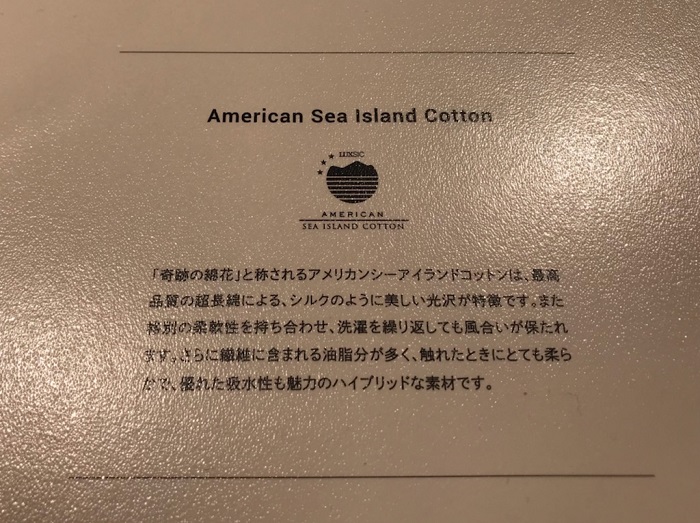 American Sea Island Cotton
LUXSIC
AMERICAN
SEA ISLAND COTTON
「奇跡の綿花」と称されるアメリカンシーアイランドコットンは、最高
品質の超長綿による、シルクのように美しい光沢が特徴です。また
格別の柔軟性を持ち合わせ、洗濯を繰り返しても風合いが保たれ
ます。さらに繊維に含まれる油脂分が多く、触れたときにとても柔ら
かで、優れた吸水性も魅力のハイブリッドな素材です。